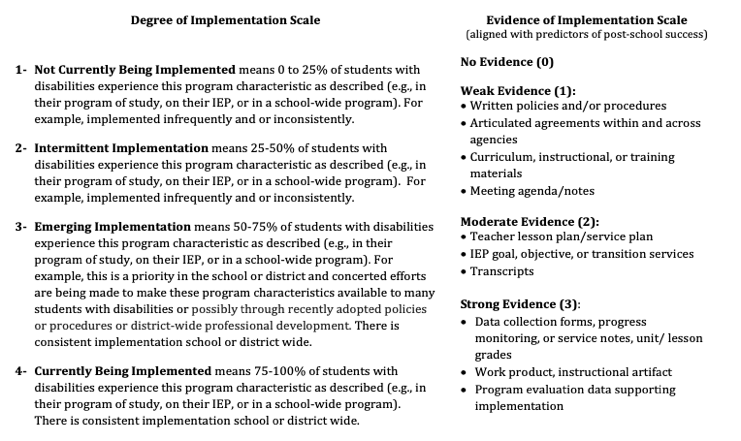 Degree of Implementation Scale
1- Not Currently Being Implemented means 0 to 25% of students with
disabilities experience this program characteristic as described (e.g., in
their program of study, on their IEP, or in a school-wide program). For
example, implemented infrequently and or inconsistently.
2- Intermittent Implementation means 25-50% of students with
disabilities experience this program characteristic as described (e.g., in
their program of study, on their IEP, or in a school-wide program). For
example, implemented infrequently and or inconsistently.
3- Emerging Implementation means 50-75% of students with disabilities
experience this program characteristic as described (e.g., in their
program of study, on their IEP, or in a school-wide program). For
example, this is a priority in the school or district and concerted efforts
are being made to make these program characteristics available to many
students with disabilities or possibly through recently adopted policies
or procedures or district-wide professional development. There is
consistent implementation school or district wide.
4- Currently Being Implemented means 75-100% of students with
disabilities experience this program characteristic as described (e.g., in
their program of study, on their IEP, or in a school-wide program).
There is consistent implementation school or district wide.
Evidence of Implementation Scale
(aligned with predictors of post-school success)
No Evidence (0)
Weak Evidence (1):
• Written policies and/or procedures
• Articulated agreements within and across
agencies
• Curriculum, instructional, or training
materials
• Meeting agenda/notes
Moderate Evidence (2):
• Teacher lesson plan/service plan
• IEP goal, objective, or transition services
• Transcripts
Strong Evidence (3):
• Data collection forms, progress
monitoring, or service notes, unit/ lesson
grades
• Work product, instructional artifact
• Program evaluation data supporting
implementation